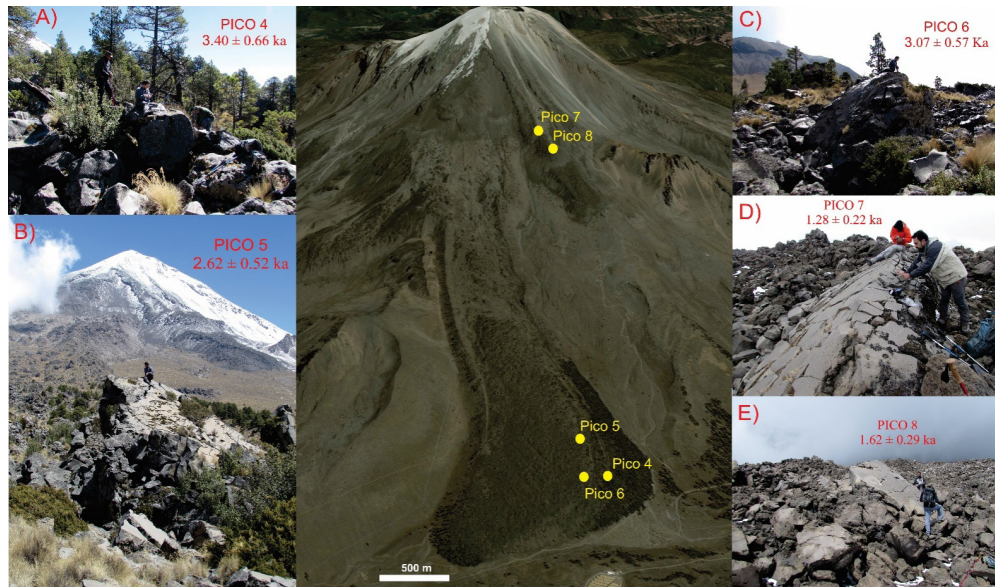 A)
PICO 4
3.40 ± 0.66 ka
B)
PICO 5
2.62 ± 0.52 ka
Pico 7
Pico 8
Pico 5
Pico 4
Pico 6
500 m
C)
PICO 6
3.07 ± 0.57 Ka
D)
PICO 7
1.28 ± 0.22 ka
E)
PICO 8
1.62 ± 0.29 ka